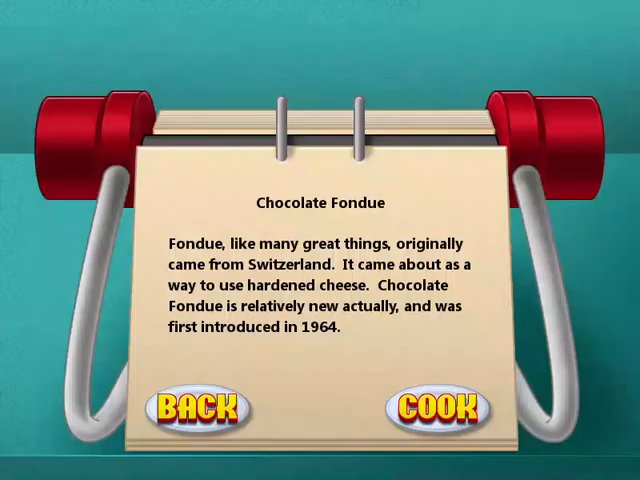 Chocolate Fondue
Fondue, like many great things, originally
came from Switzerland.  It came about as a
way to use hardened cheese.  Chocolate
Fondue is relatively new actually, and was
first introduced in 1964.
BACK
COOK